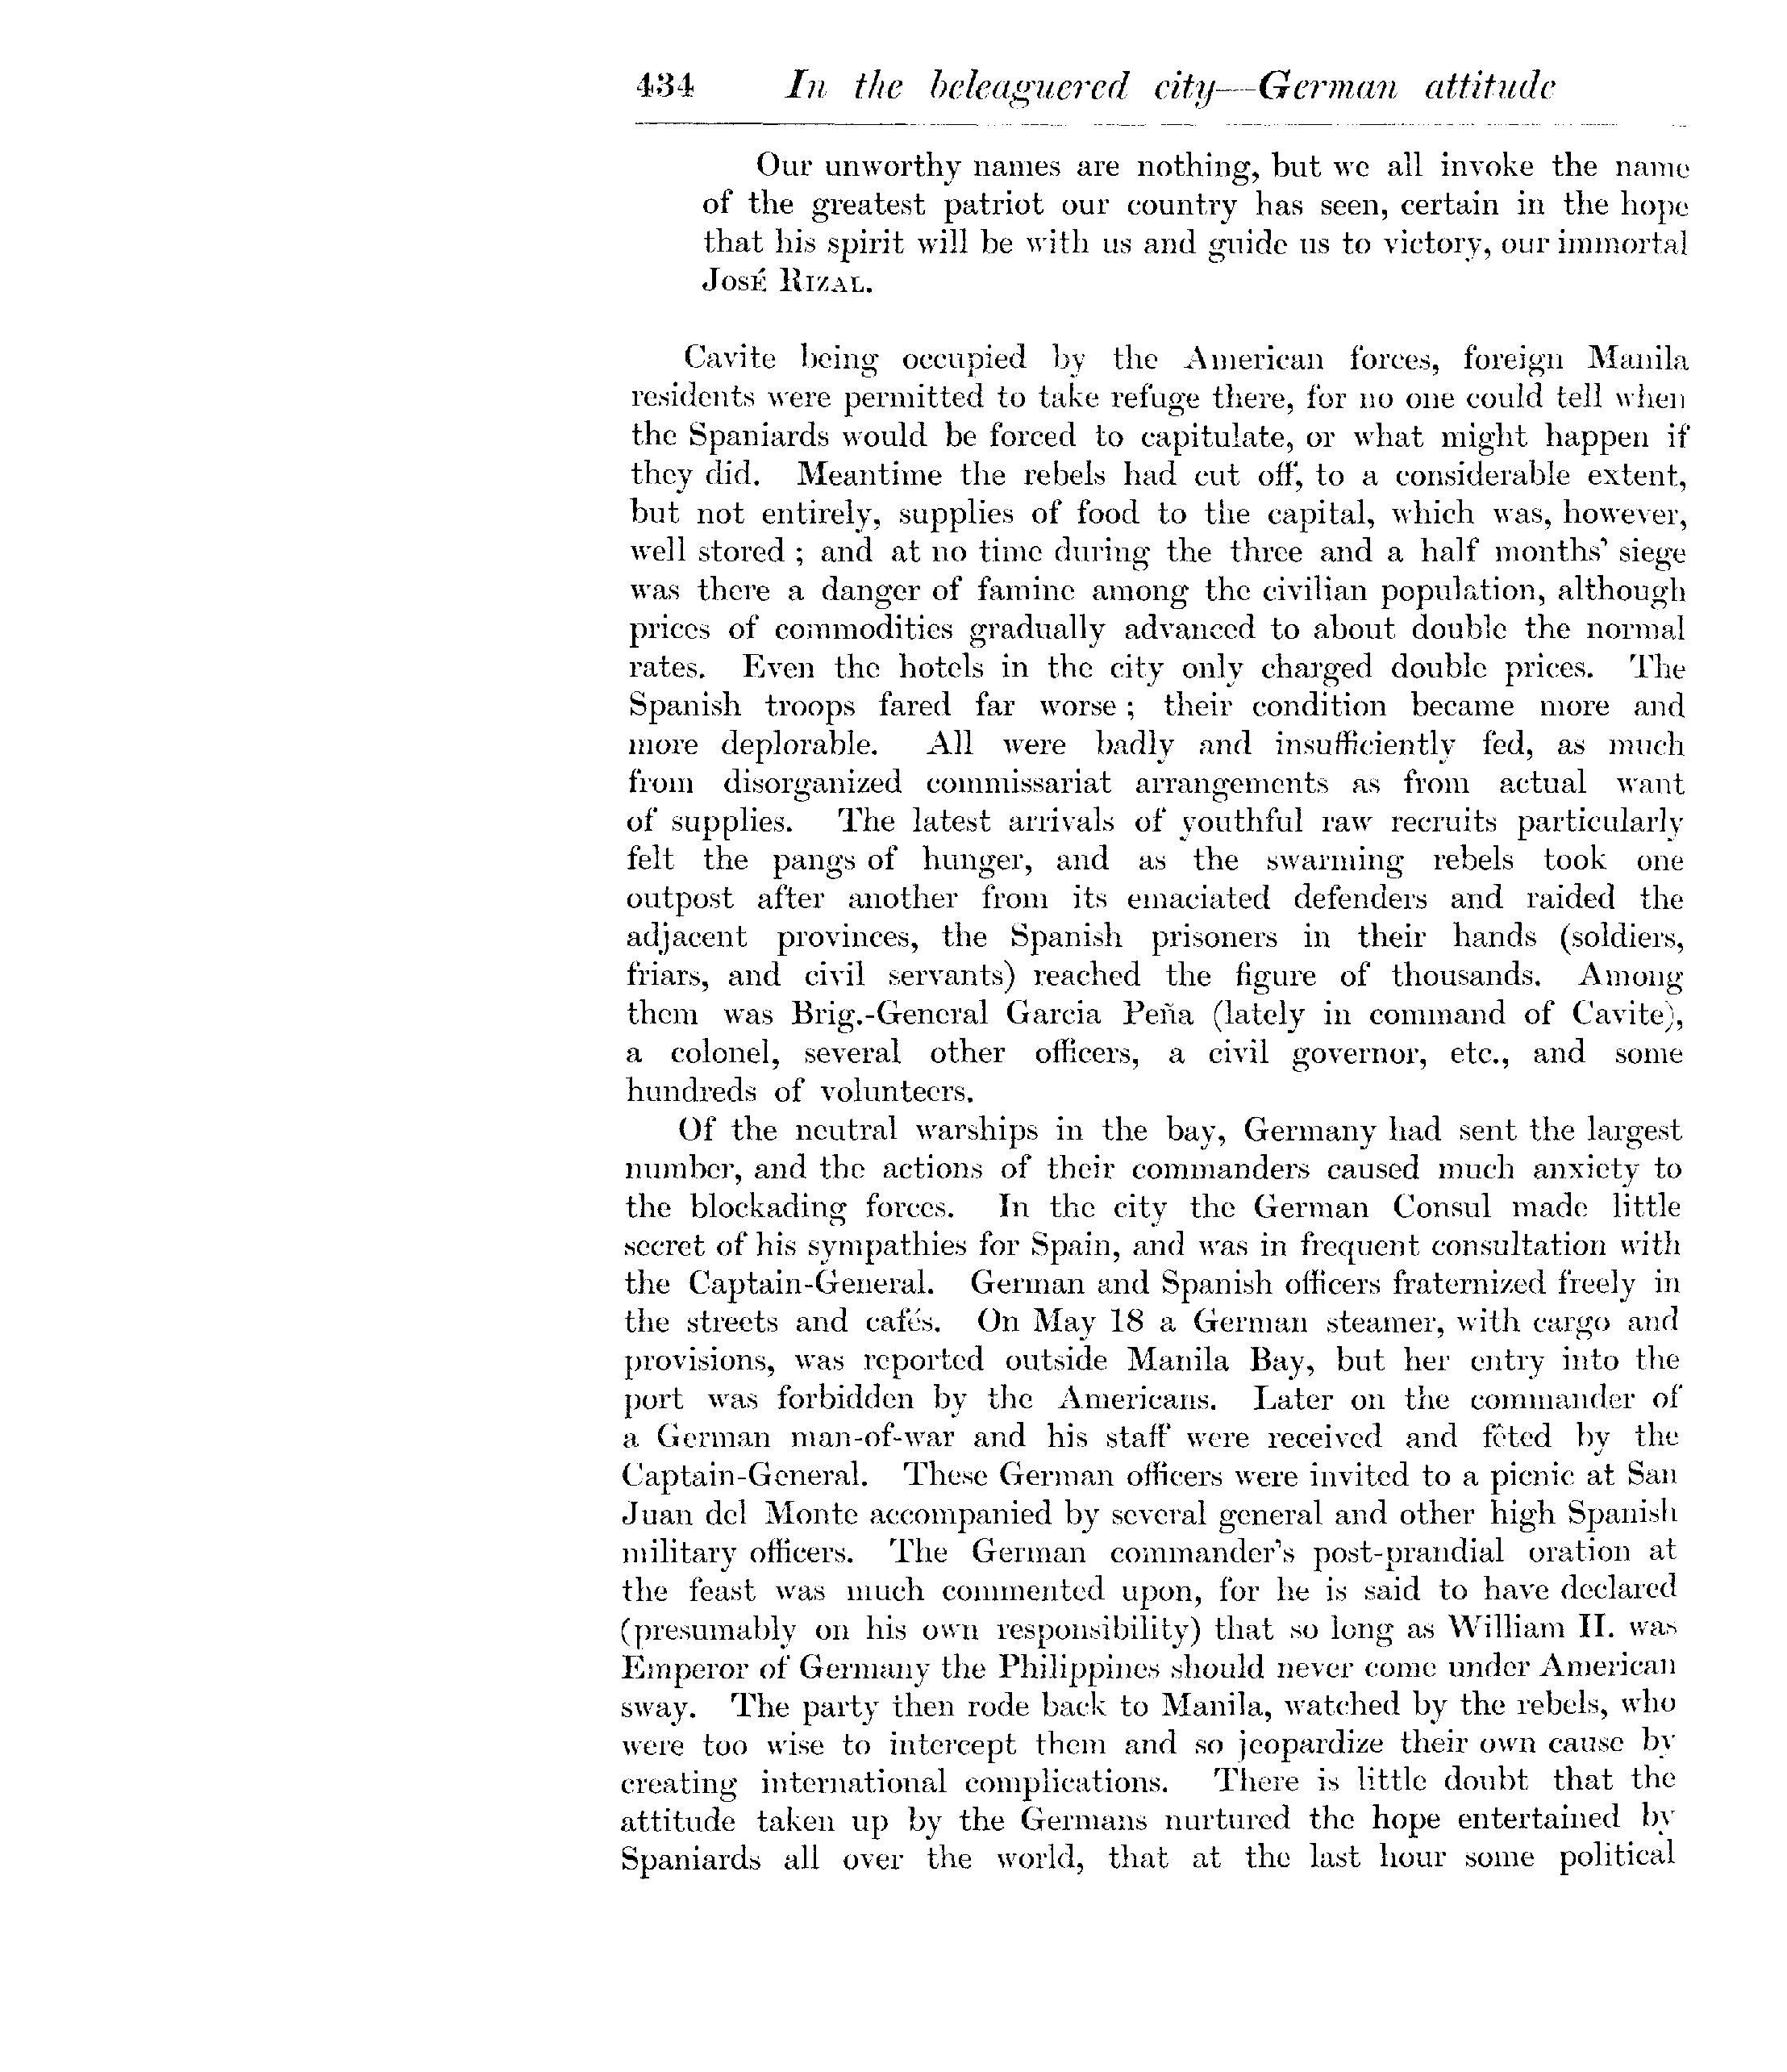 434 In the beleaguered city—German attitude
Our unworthy names are nothing, but we all invoke the name
of the greatest patriot our country has seen, certain in the hope
that his spirit will be with us and guide us to victory, our immortal
José Rizal.
Cavite being occupied by the American forces, foreign Manila
residents were permitted to take refuge there, for no one could tell when
the Spaniards would be forced to capitulate, or what might happen if
they did. Meantime the rebels had cut off, to a considerable extent,
but not entirely, supplies of food to the capital, which was, however,
well stored ; and at no time during the three and a half months' siege
was there a danger of famine among the civilian population, although
prices of commodities gradually advanced to about double the normal
rates. Even the hotels in the city only charged double prices. The
Spanish troops fared far worse ; their condition became more and
more deplorable. All were badly and insufficiently fed, as much
from disorganized commissariat arrangements as from actual want
of supplies. The latest arrivals of youthful raw recruits particularly
felt the pangs of hunger, and as the swarming rebels took one
outpost after another from its emaciated defenders and raided the
adjacent provinces, the Spanish prisoners in their hands (soldiers,
friars, and civil servants) reached the figure of thousands. Among
them was Brig.-General Garcia Peña (lately in command of Cavite),
a colonel, several other officers, a civil governor, etc., and some
hundreds of volunteers.
Of the neutral warships in the bay, Germany had sent the largest
number, and the actions of their commanders caused much anxiety to
the blockading forces. In the city the German Consul made little
secret of his sympathies for Spain, and was in frequent consultation with
the Captain-General. German and Spanish officers fraternized freely in
the streets and cafés. On May 18 a German steamer, with cargo and
provisions, was reported outside Manila Bay, but her entry into the
port was forbidden by the Americans. Later on the commander of
a German man-of-war and his staff were received and fêted by the
Captain-General. These German officers were invited to a picnic at San
Juan del Monte accompanied by several general and other high Spanish
military officers. The German commander's post-prandial oration at
the feast was much commented upon, for he is said to have declared
(presumably on his own responsibility) that so long as William II. was
Emperor of Germany the Philippines should never come under American
sway. The party then rode back to Manila, watched by the rebels, who
were too wise to intercept them and so jeopardize their own cause by
creating international complications. There is little doubt that the
attitude taken up by the Germans nurtured the hope entertained by
Spaniards all over the world, that at the last hour some political